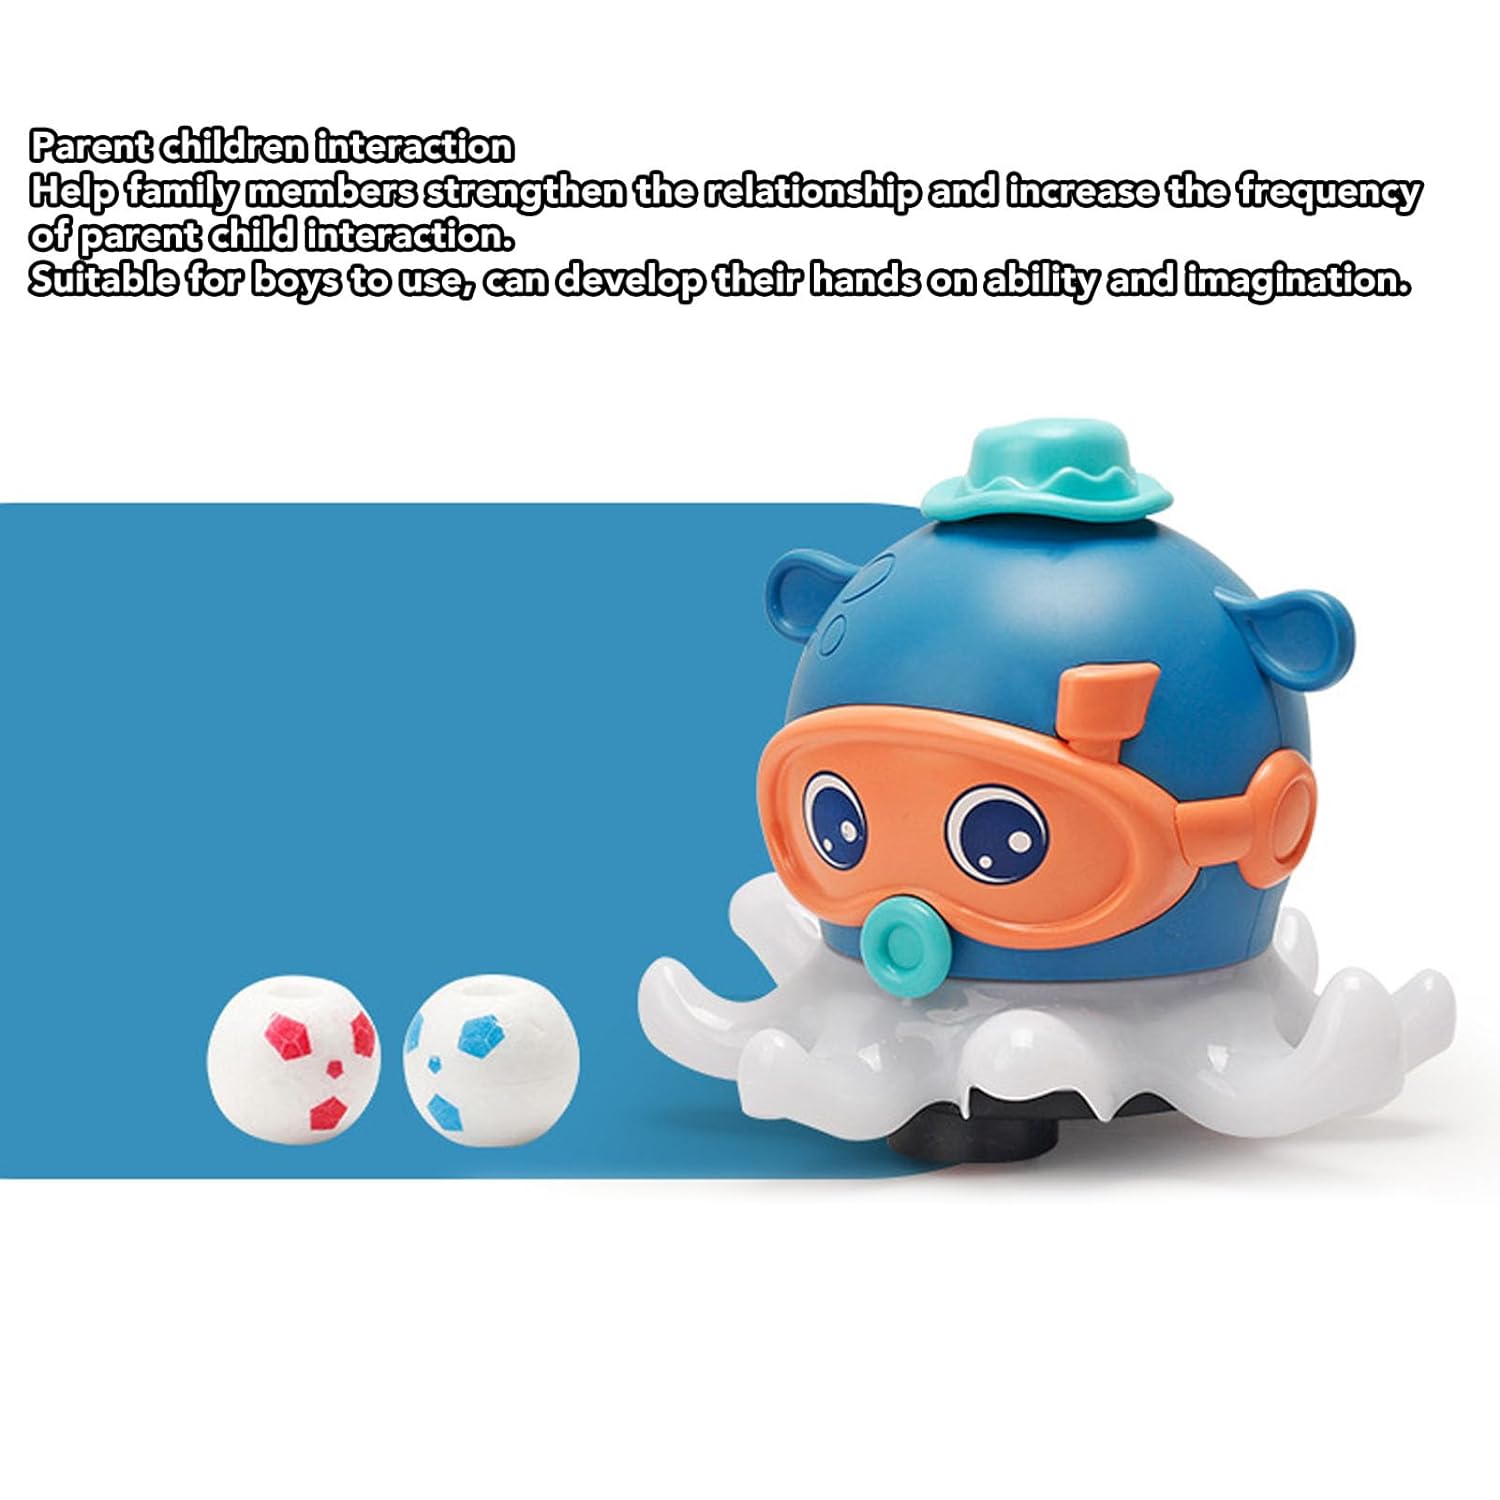 Parent children interaction
Help family members strengthen the relationship and increase the frequency
of parent child interaction.
Suitable for boys to use, can develop their hands on ability and imagination.